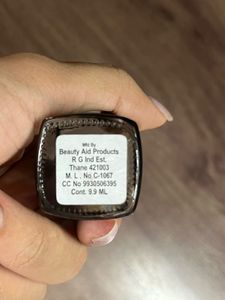 Mfd By
Beauty Aid Products
R G Ind Est.
Thane 421003
M. L. No.C-1067
CC No 9930506395
Cont. 9.9 ML